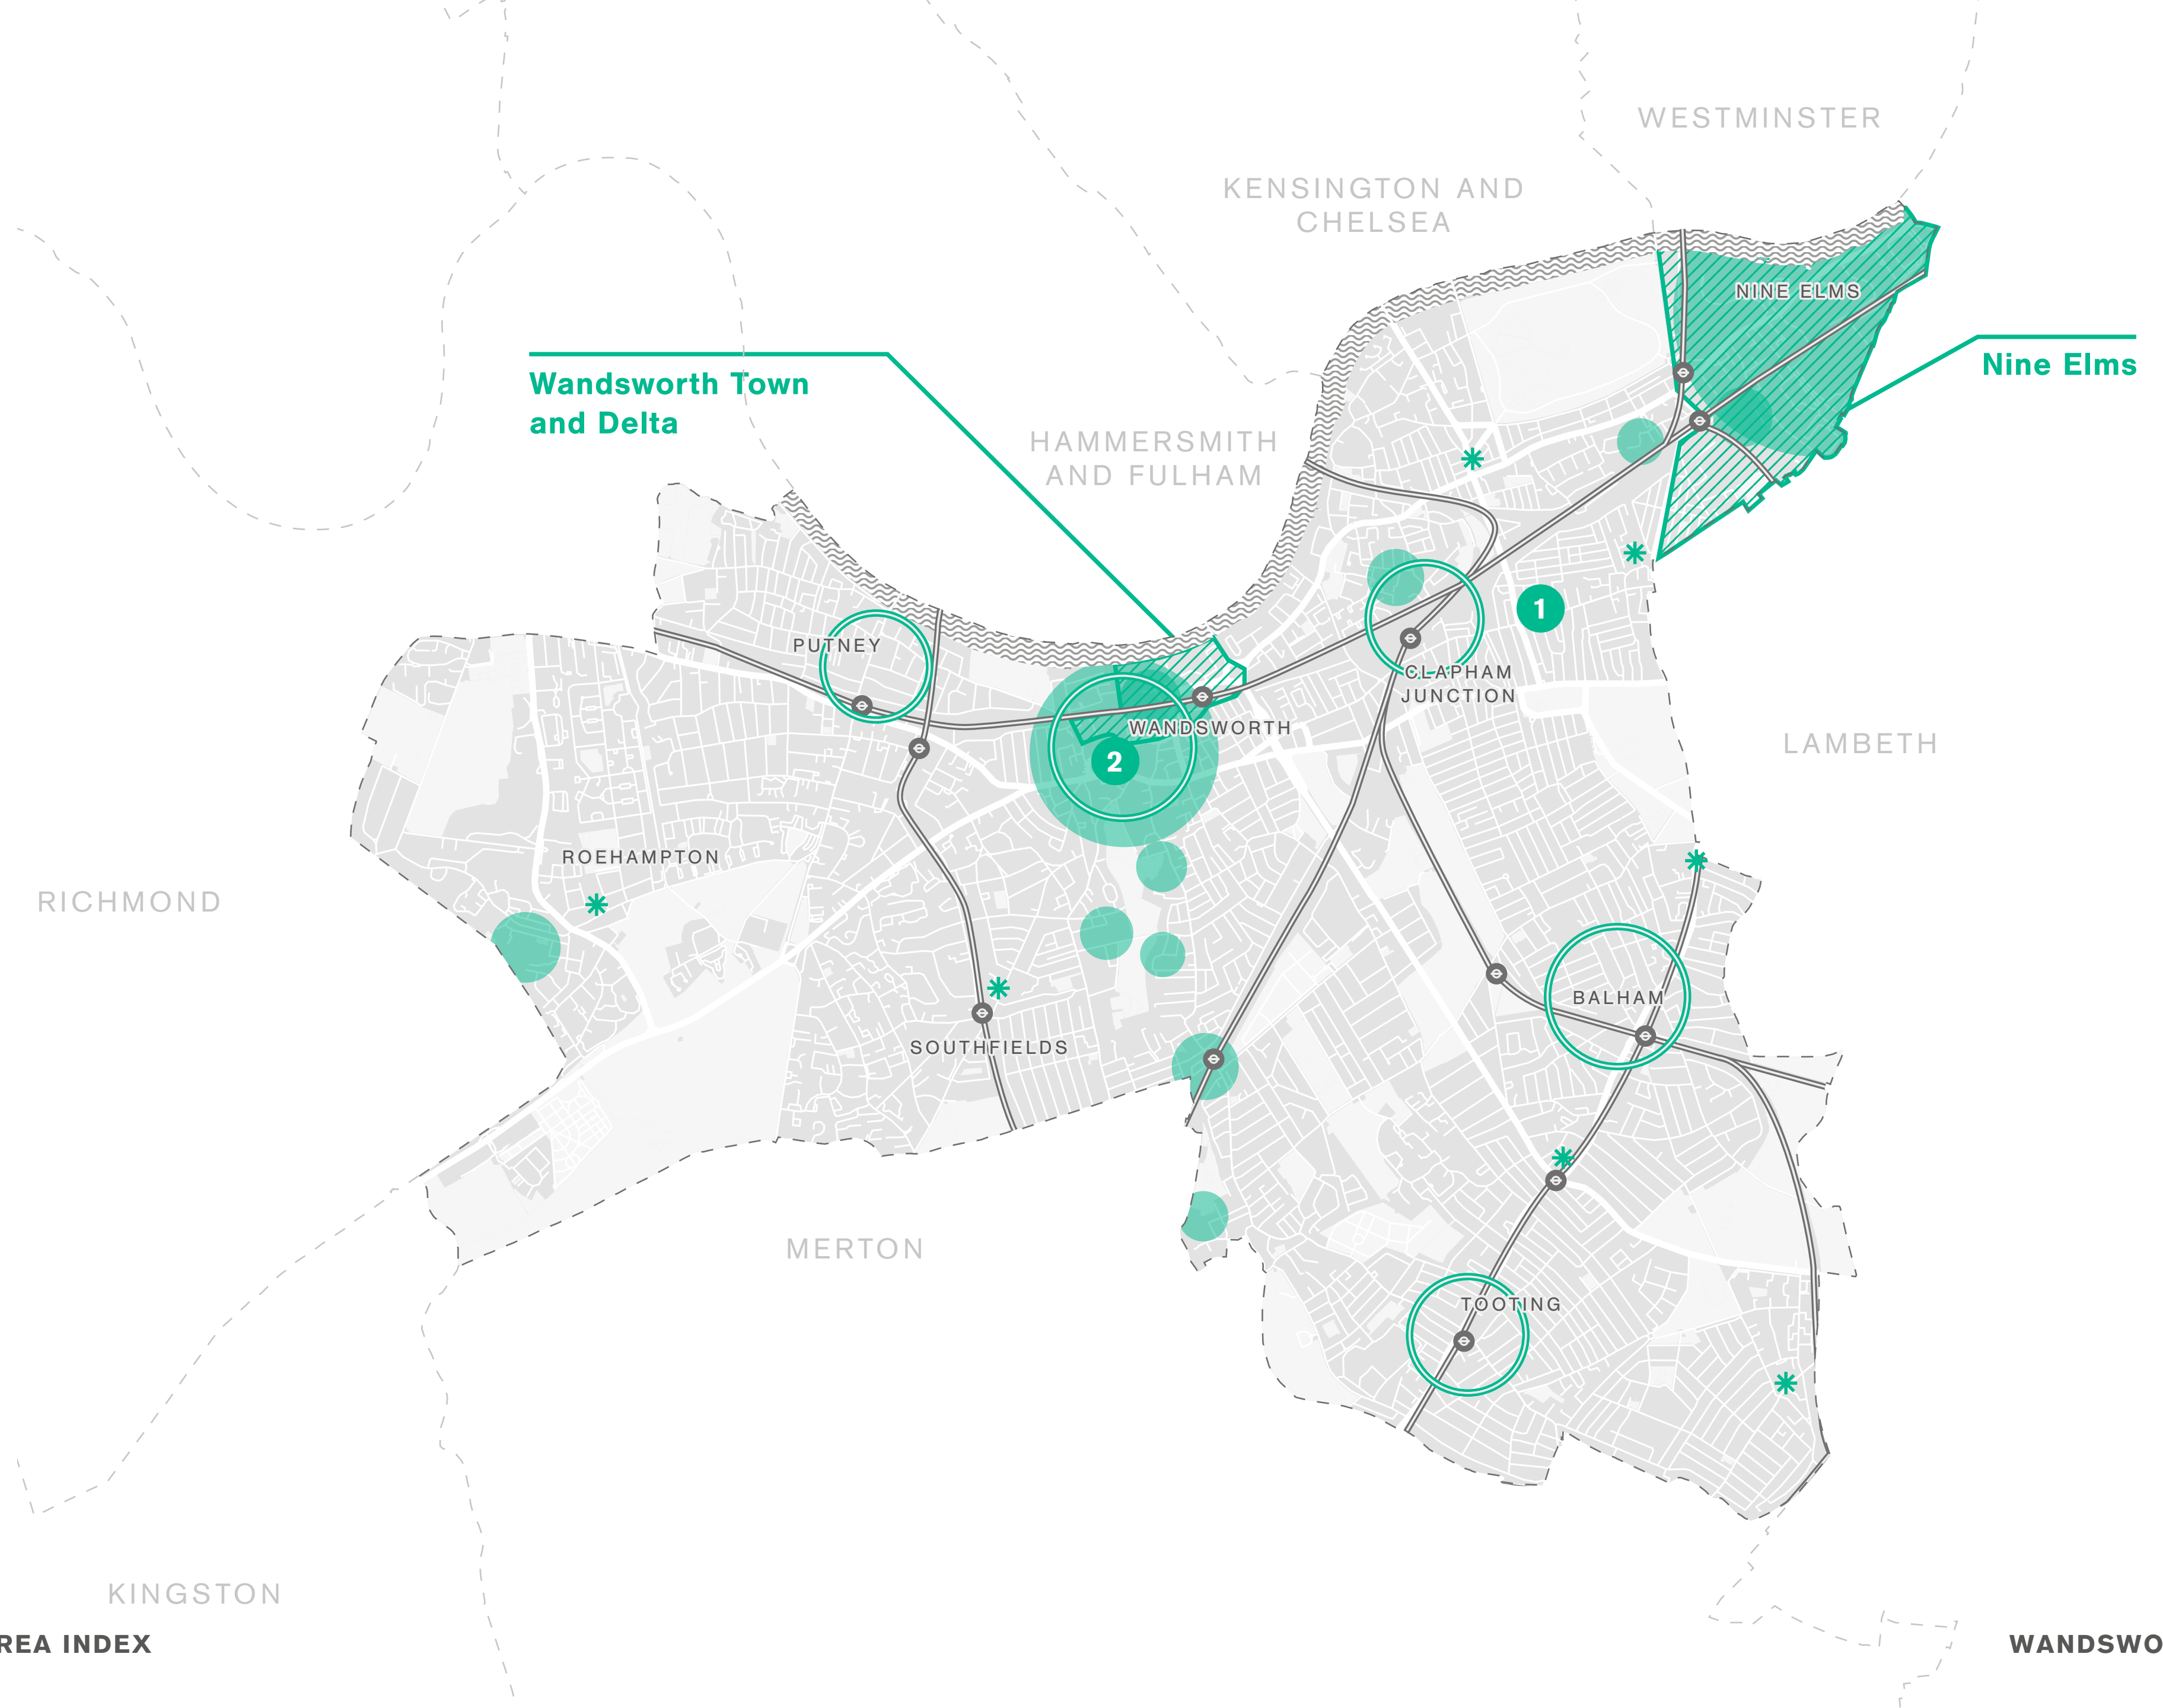 WESTMINSTER
KENSINGTON AND
CHELSEA
NINE ELMS
Nine Elms
Wandsworth Town
and Delta
HAMMERSMITH
AND FULHAM
1
PUTNEY
CLAPHAM
JUNCTION
WANDSWORTH
2
LAMBETH
ROEHAMPTON
RICHMOND
BALHAM
SOUTHFIELDS
MERTON
TOOTING
KINGSTON
REA INDEX
WANDSWO